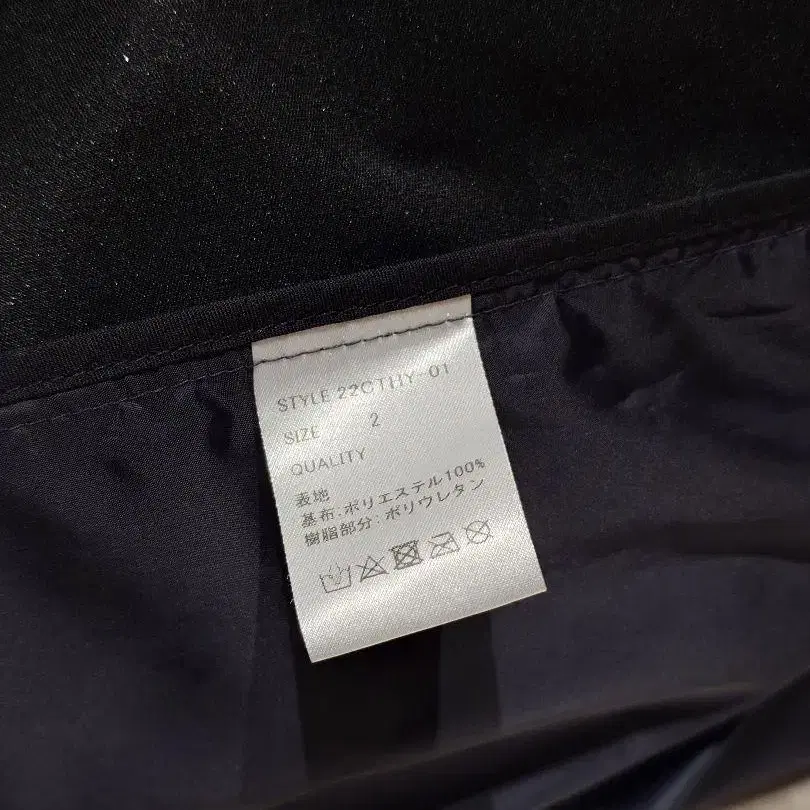 STYLE 22CTHY-01
SIZE 2
QUALITY
表地
基布:ポリエステル100%
樹脂部分:ポリウレタン